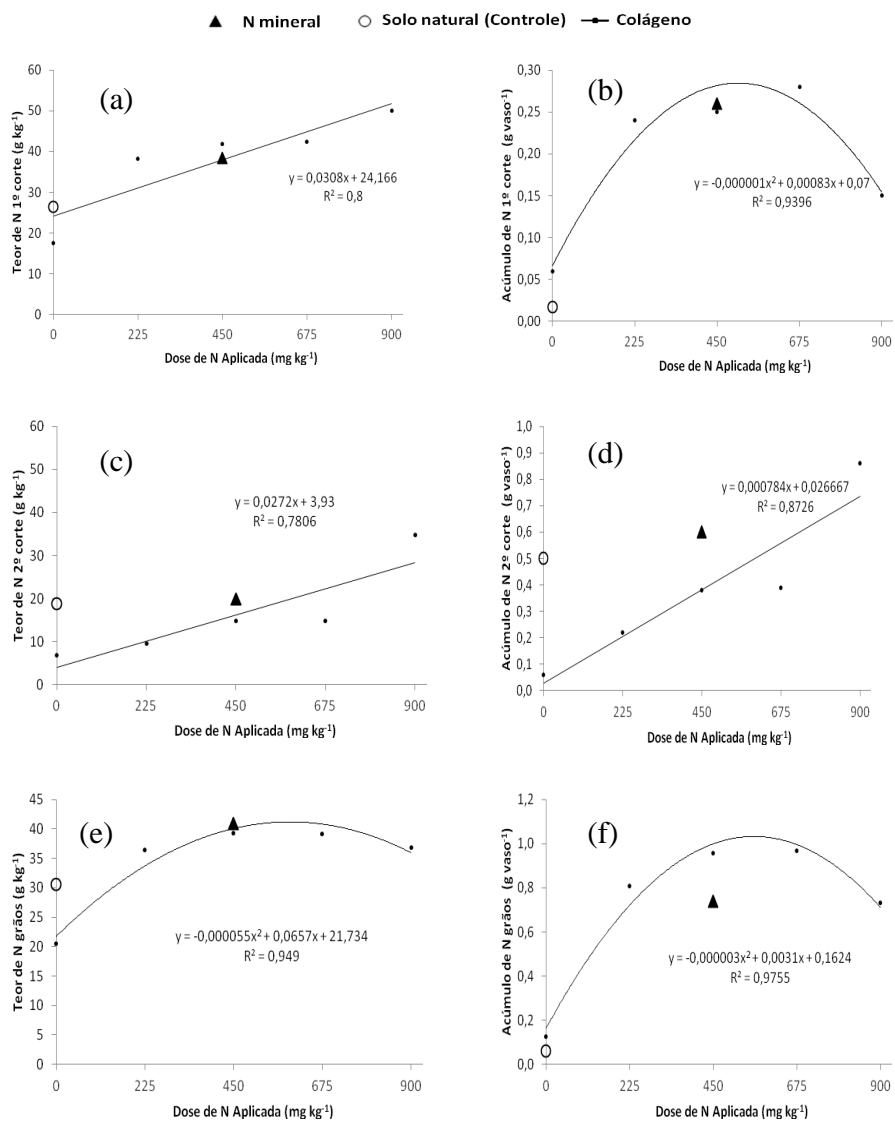 N mineral Solo natural (Controle) Colágeno
(a)
Teor de N 1º corte (g kg⁻¹)
60
50
40
30
20
10
0
y = 0,0308x + 24,166
R² = 0,8
0 225 450 675 900
Dose de N Aplicada (mg kg⁻¹)
(b)
Acúmulo de N 1º corte (g vaso⁻¹)
0,30
0,25
0,20
0,15
0,10
0,05
0,00
y = -0,000001x² + 0,00083x + 0,07
R² = 0,9396
0 225 450 675 900
Dose de N Aplicada (mg kg⁻¹)
(c)
Teor de N 2º corte (g kg⁻¹)
60
50
40
30
20
10
0
y = 0,0272x + 3,93
R² = 0,7806
0 225 450 675 900
Dose de N Aplicada (mg kg⁻¹)
(d)
Acúmulo de N 2º corte (g vaso⁻¹)
1,0
0,9
0,8
0,7
0,6
0,5
0,4
0,3
0,2
0,1
0,0
y = 0,000784x + 0,026667
R² = 0,8726
0 225 450 675 900
Dose de N Aplicada (mg kg⁻¹)
(e)
Teor de N grãos (g kg⁻¹)
45
40
35
30
25
20
15
10
5
0
y = -0,000055x² + 0,0657x + 21,734
R² = 0,949
0 225 450 675 900
Dose de N Aplicada (mg kg⁻¹)
(f)
Acúmulo de N grãos (g vaso⁻¹)
1,2
1,0
0,8
0,6
0,4
0,2
0,0
y = -0,000003x² + 0,0031x + 0,1624
R² = 0,9755
0 225 450 675 900
Dose de N Aplicada (mg kg⁻¹)